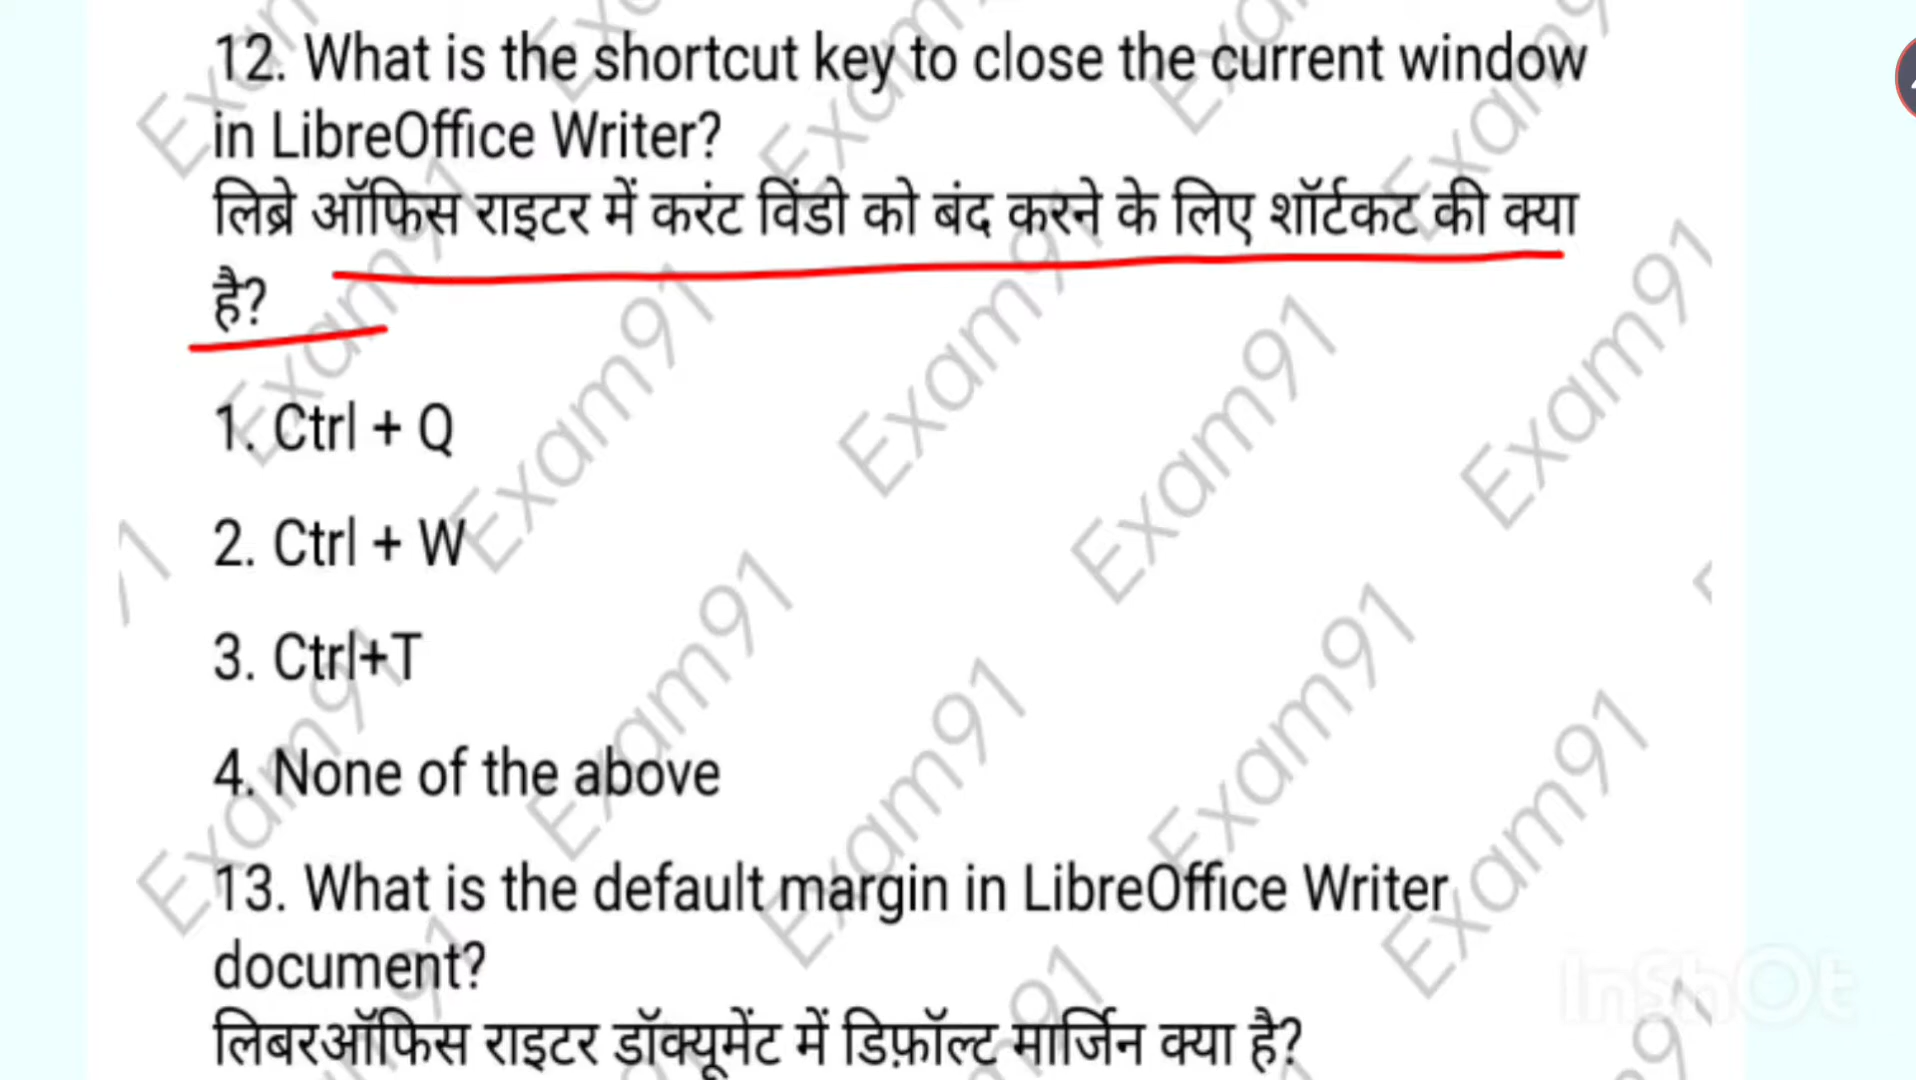 12. What is the shortcut key to close the current window
in LibreOffice Writer?
लिब्रे ऑफिस राइटर में करंट विंडो को बंद करने के लिए शॉर्टकट की क्या
है?
1. Ctrl + Q
2. Ctrl + W
3. Ctrl+T
4. None of the above
13. What is the default margin in LibreOffice Writer
document?
लिबरऑफिस राइटर डॉक्यूमेंट में डिफ़ॉल्ट मार्जिन क्या है?
Exam91
InShOt